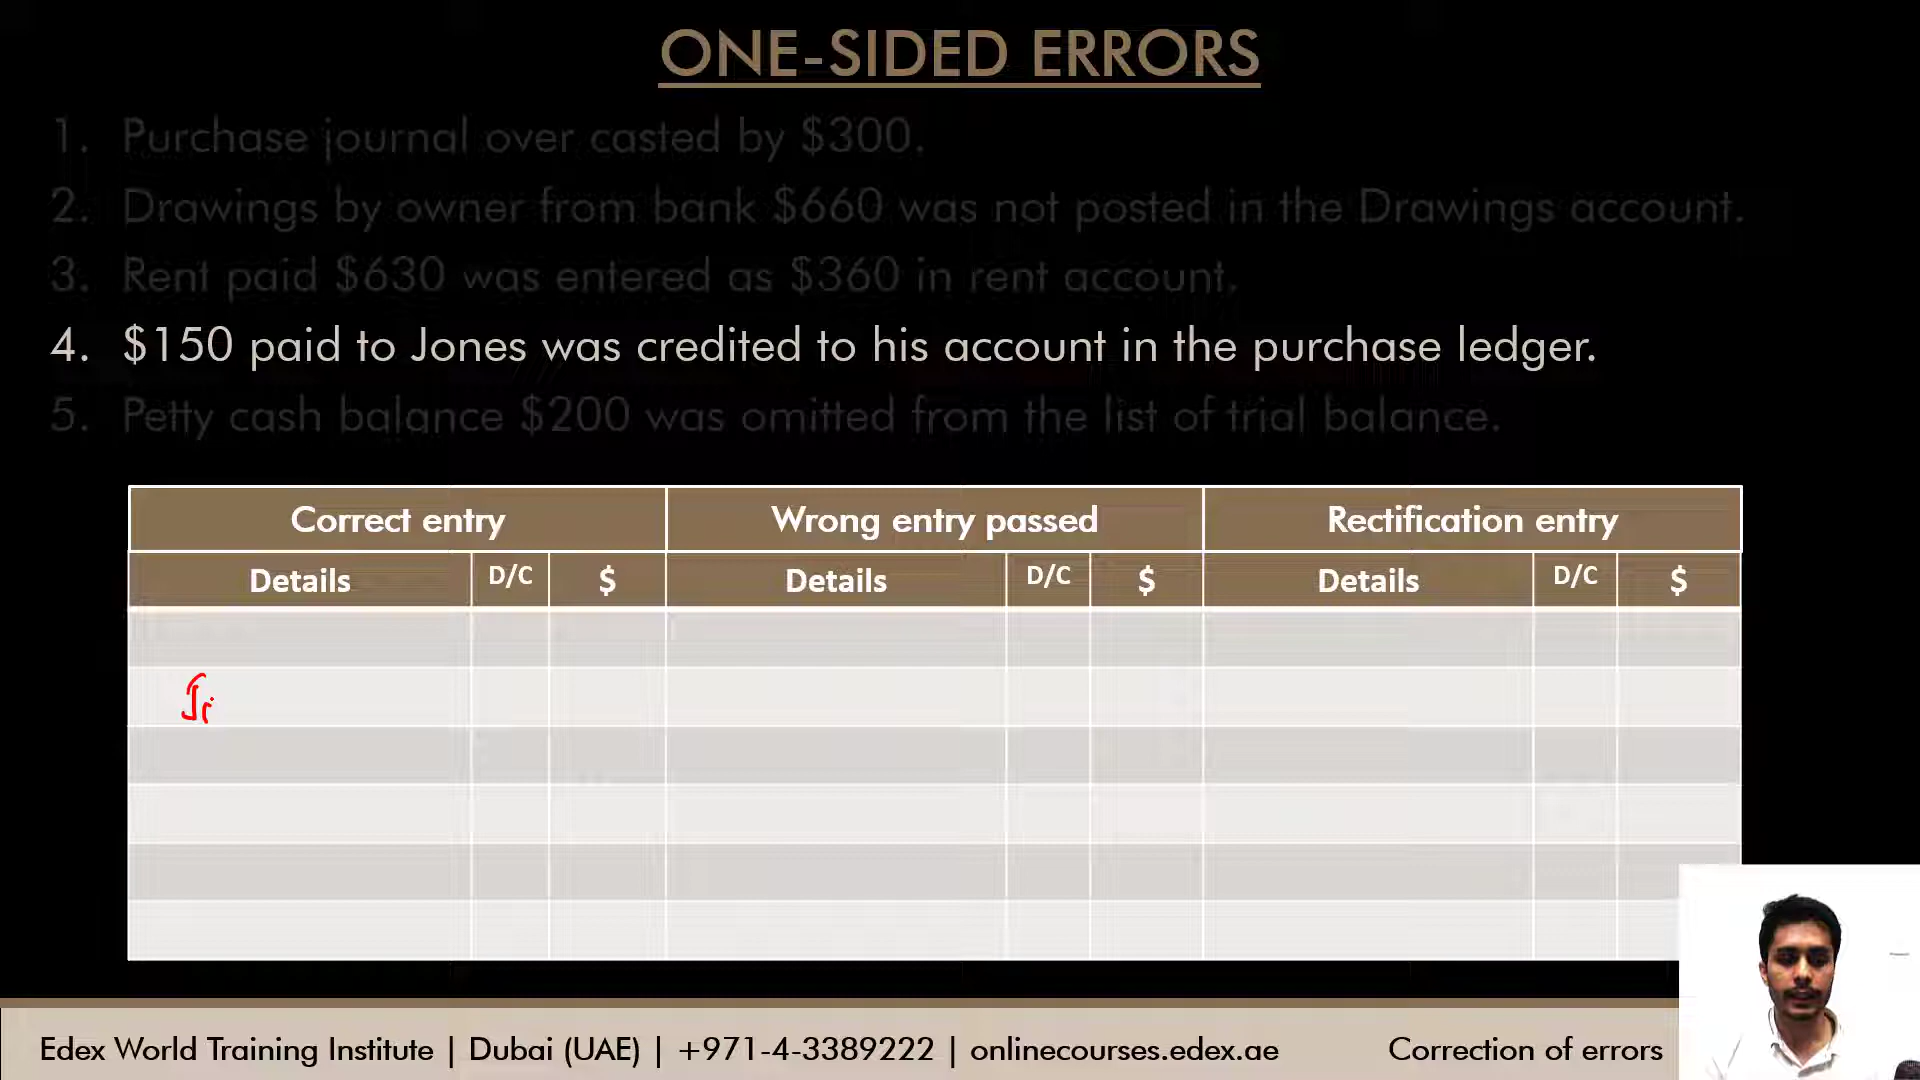 ONE-SIDED ERRORS
1. Purchase journal over casted by $300.
2. Drawings by owner from bank $660 was not posted in the Drawings account.
3. Rent paid $630 was entered as $360 in rent account.
4. $150 paid to Jones was credited to his account in the purchase ledger.
5. Petty cash balance $200 was omitted from the list of trial balance.
Correct entry Wrong entry passed Rectification entry
Details D/C $ Details D/C $ Details D/C $
Edex World Training Institute | Dubai (UAE) | +971-4-3389222 | onlinecourses.edex.ae Correction of errors